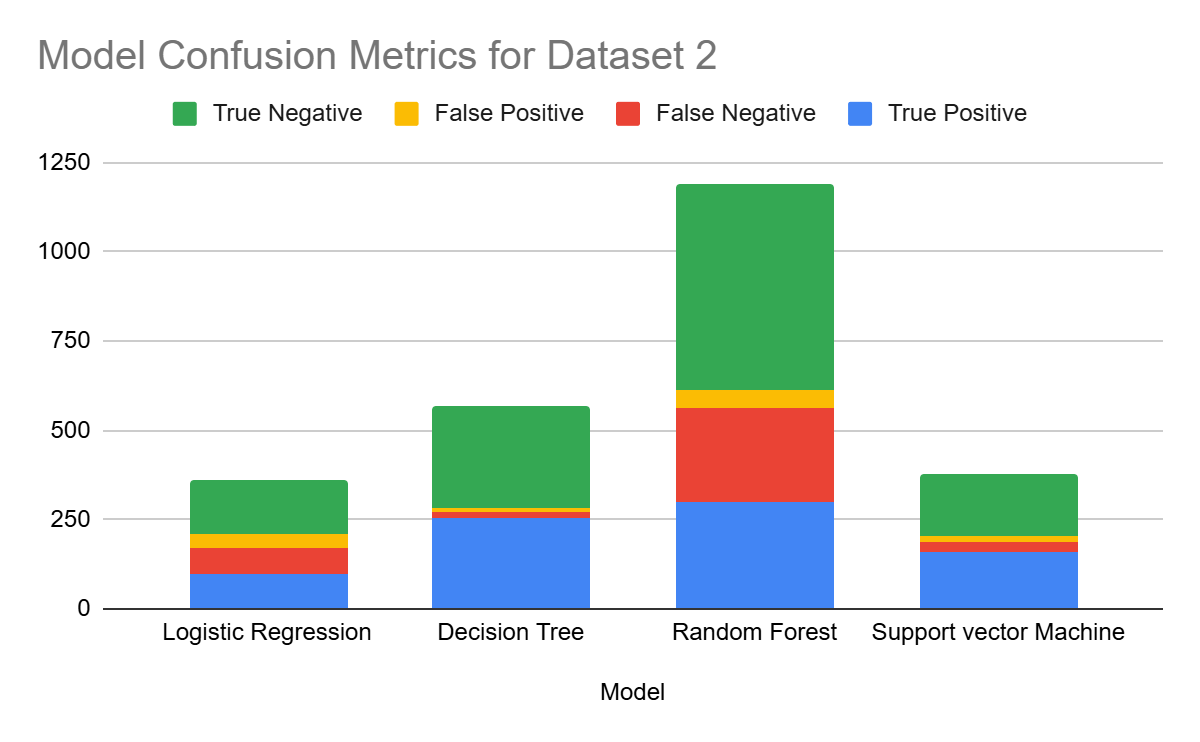 Model Confusion Metrics for Dataset 2
True Negative False Positive False Negative True Positive
1250
1000
750
500
250
0
Logistic Regression Decision Tree Random Forest Support vector Machine
Model